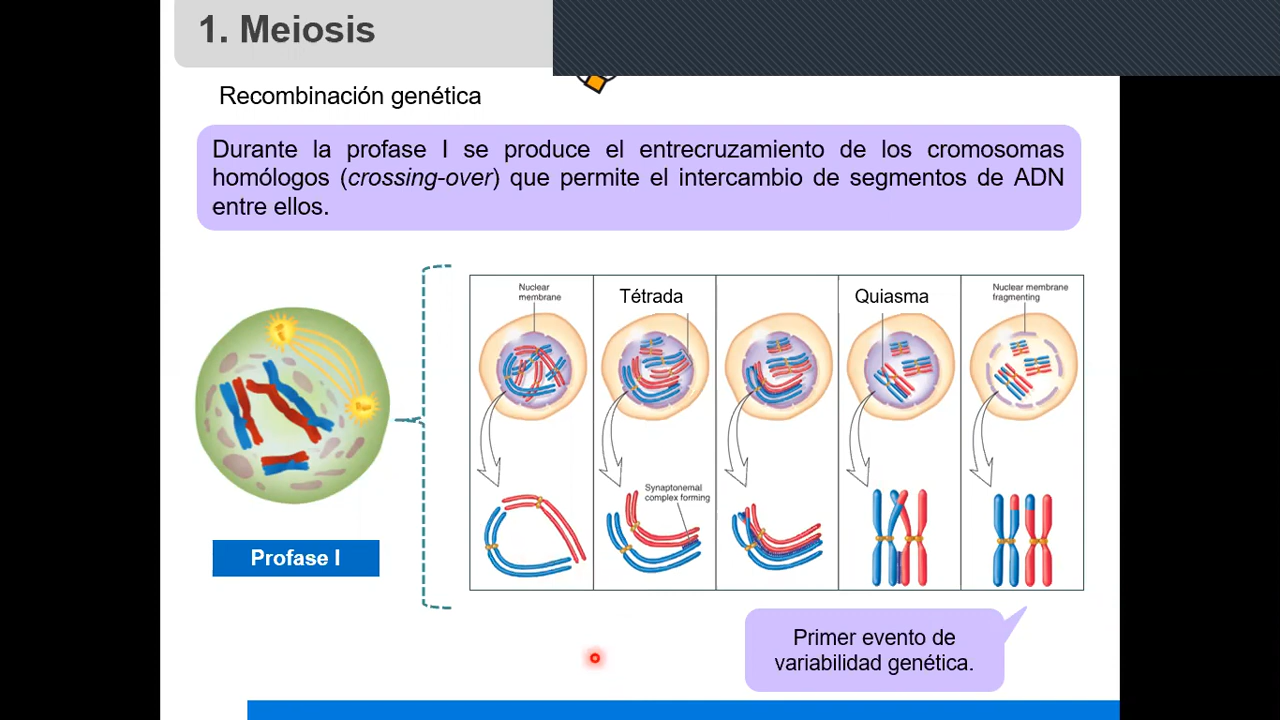 1. Meiosis
Recombinación genética
Durante la profase I se produce el entrecruzamiento de los cromosomas
homólogos (crossing-over) que permite el intercambio de segmentos de ADN
entre ellos.
Nuclear
membrane
Tétrada
Quiasma
Nuclear membrane
fragmenting
Synaptonemal
complex forming
Profase I
Primer evento de
variabilidad genética.